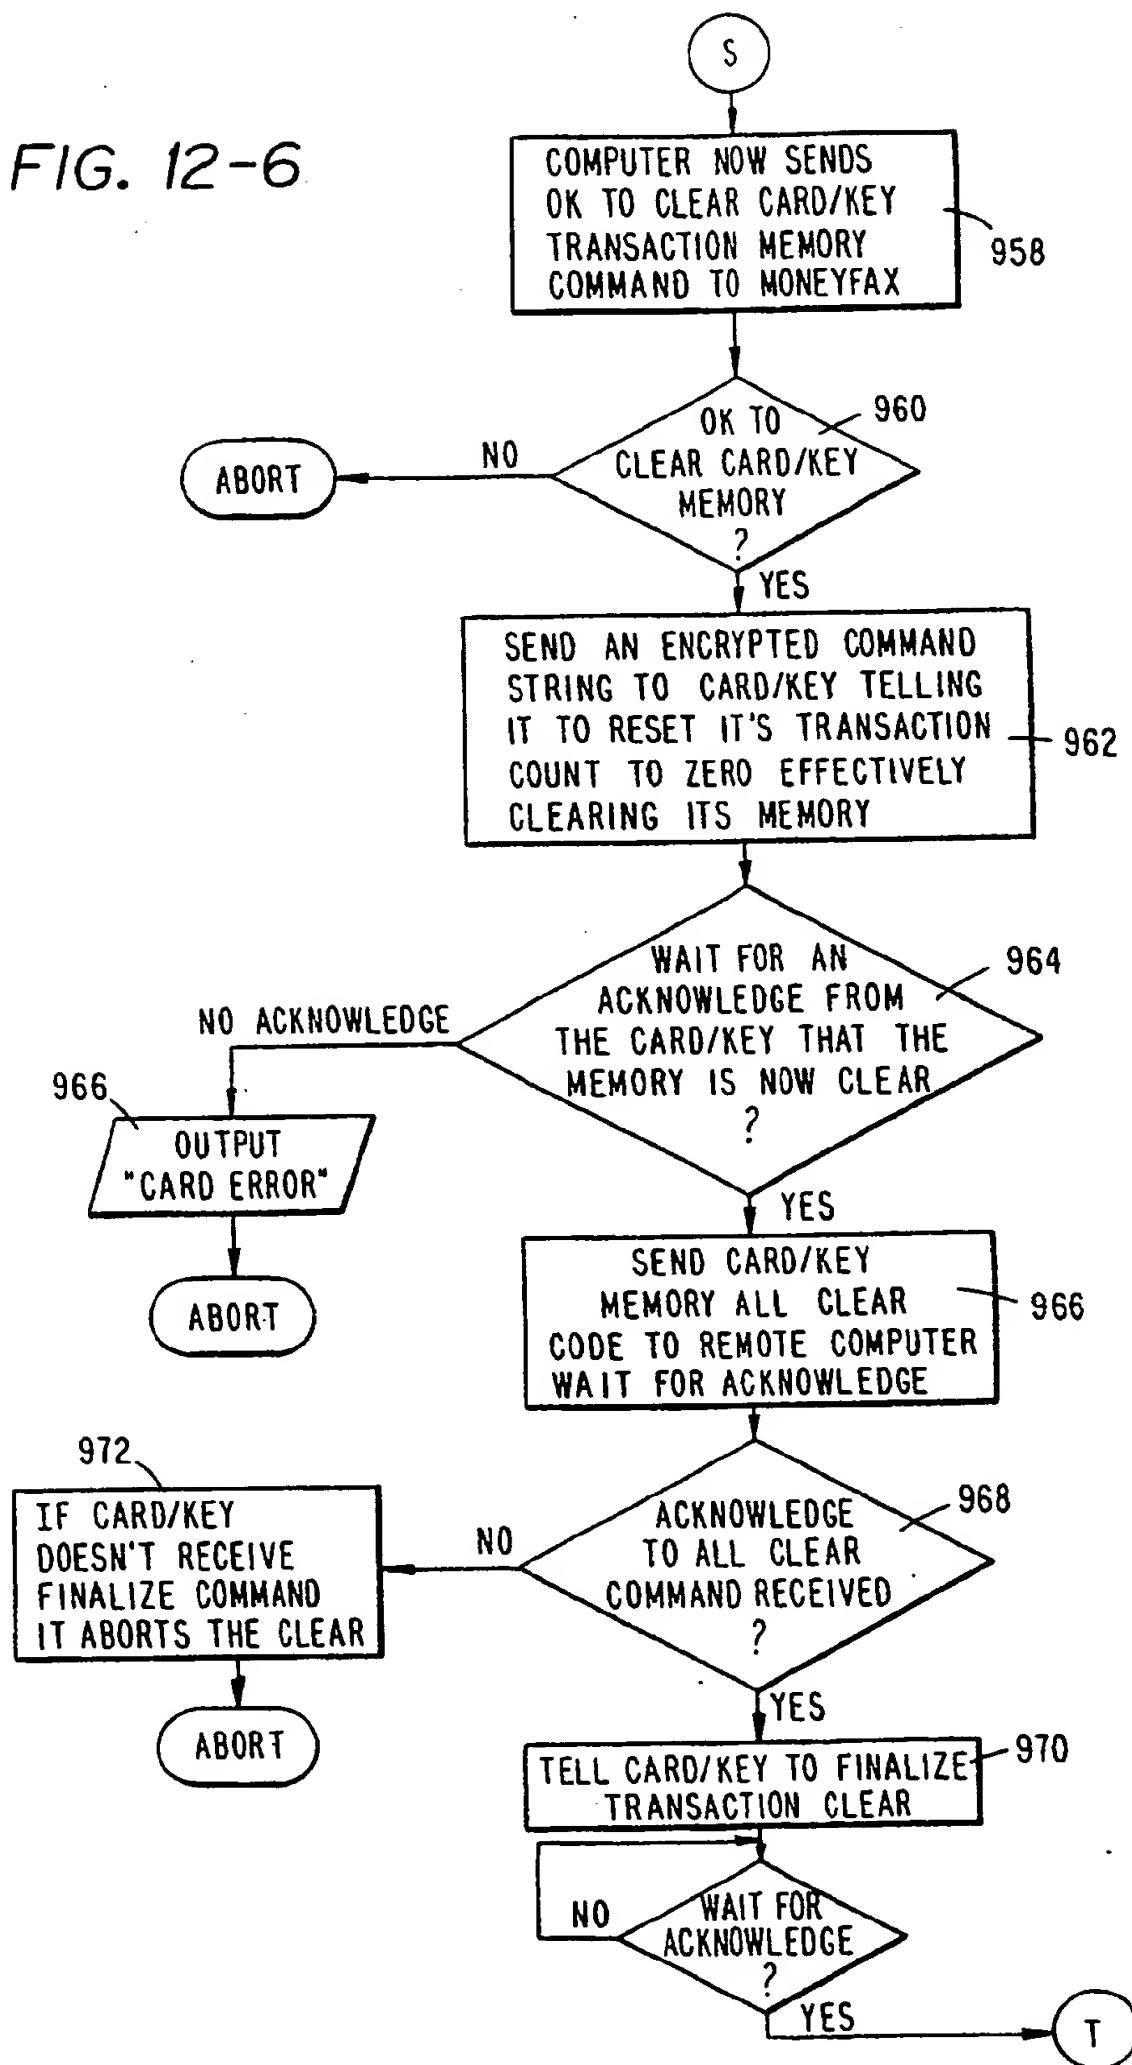 S
FIG. 12-6
COMPUTER NOW SENDS
OK TO CLEAR CARD/KEY
TRANSACTION MEMORY
COMMAND TO MONEYFAX
958
OK TO
CLEAR CARD/KEY
MEMORY
?
960
NO
ABORT
YES
SEND AN ENCRYPTED COMMAND
STRING TO CARD/KEY TELLING
IT TO RESET IT'S TRANSACTION
COUNT TO ZERO EFFECTIVELY
CLEARING ITS MEMORY
962
WAIT FOR AN
ACKNOWLEDGE FROM
THE CARD/KEY THAT THE
MEMORY IS NOW CLEAR
?
964
NO ACKNOWLEDGE
966
OUTPUT
"CARD ERROR"
ABORT
YES
SEND CARD/KEY
MEMORY ALL CLEAR
CODE TO REMOTE COMPUTER
WAIT FOR ACKNOWLEDGE
966
ACKNOWLEDGE
TO ALL CLEAR
COMMAND RECEIVED
?
968
NO
972
IF CARD/KEY
DOESN'T RECEIVE
FINALIZE COMMAND
IT ABORTS THE CLEAR
ABORT
YES
TELL CARD/KEY TO FINALIZE
TRANSACTION CLEAR
970
WAIT FOR
ACKNOWLEDGE
?
NO
YES
T